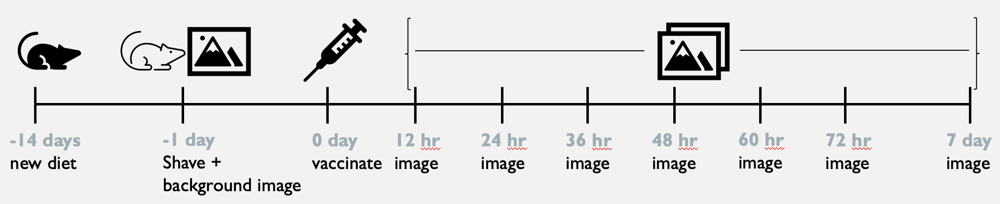 -14 days
new diet
-1 day
Shave +
background image
0 day
vaccinate
12 hr
image
24 hr
image
36 hr
image
48 hr
image
60 hr
image
72 hr
image
7 day
image